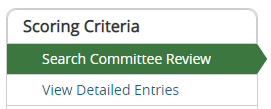 Scoring Criteria
Search Committee Review
View Detailed Entries